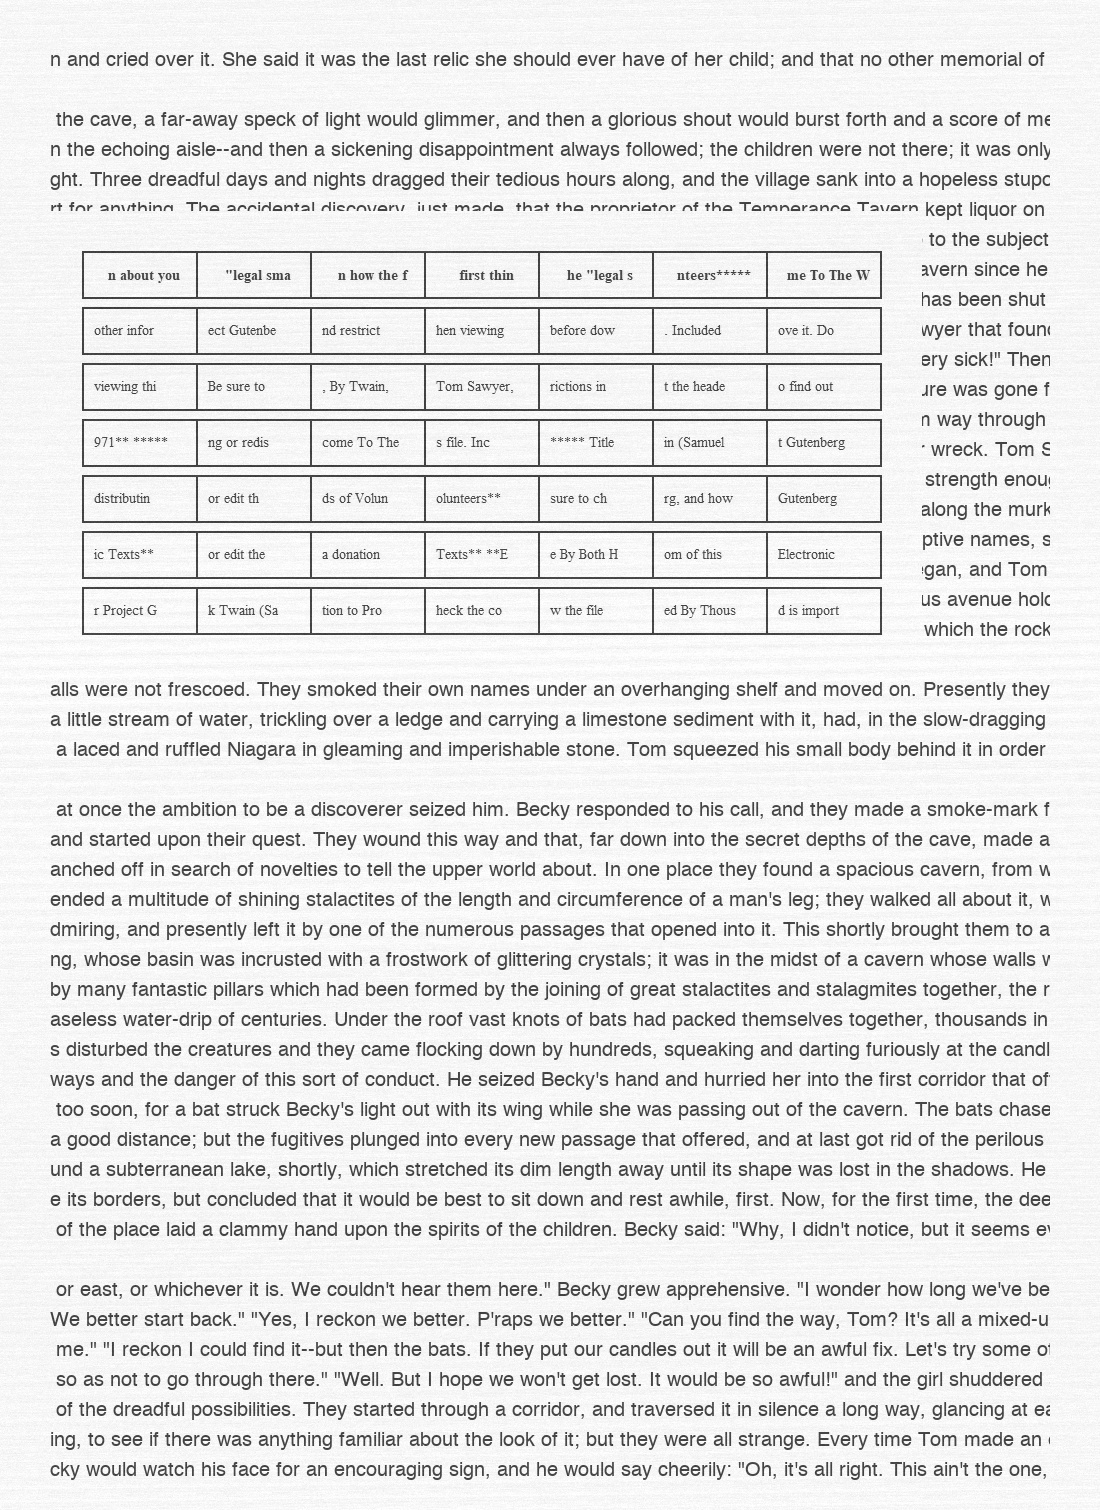 n and cried over it. She said it was the last relic she should ever have of her child; and that no other memorial of
the cave, a far-away speck of light would glimmer, and then a glorious shout would burst forth and a score of me
n the echoing aisle--and then a sickening disappointment always followed; the children were not there; it was only
ght. Three dreadful days and nights dragged their tedious hours along, and the village sank into a hopeless stupo
rt for anything. The accidental discovery, just made, that the proprietor of the Temperance Tavern kept liquor on
n about you "legal sma n how the f first thin he "legal s nteers***** me To The W
other infor ect Gutenbe nd restrict hen viewing before dow . Included ove it. Do
viewing thi Be sure to , By Twain, Tom Sawyer, rictions in t the heade o find out
971** ***** ng or redis come To The s file. Inc ***** Title in (Samuel t Gutenberg
distributin or edit th ds of Volun olunteers** sure to ch rg, and how Gutenberg
ic Texts** or edit the a donation Texts** **E e By Both H om of this Electronic
r Project G k Twain (Sa tion to Pro heck the co w the file ed By Thous d is import
to the subject
avern since he
has been shut
wyer that found
ery sick!" Then
ure was gone f
n way through
wreck. Tom S
strength enoug
along the murk
ptive names, s
egan, and Tom
us avenue hold
which the rock
alls were not frescoed. They smoked their own names under an overhanging shelf and moved on. Presently they
a little stream of water, trickling over a ledge and carrying a limestone sediment with it, had, in the slow-dragging
a laced and ruffled Niagara in gleaming and imperishable stone. Tom squeezed his small body behind it in order
at once the ambition to be a discoverer seized him. Becky responded to his call, and they made a smoke-mark f
and started upon their quest. They wound this way and that, far down into the secret depths of the cave, made a
anched off in search of novelties to tell the upper world about. In one place they found a spacious cavern, from w
ended a multitude of shining stalactites of the length and circumference of a man's leg; they walked all about it, w
dmiring, and presently left it by one of the numerous passages that opened into it. This shortly brought them to a
ng, whose basin was incrusted with a frostwork of glittering crystals; it was in the midst of a cavern whose walls w
by many fantastic pillars which had been formed by the joining of great stalactites and stalagmites together, the r
aseless water-drip of centuries. Under the roof vast knots of bats had packed themselves together, thousands in
s disturbed the creatures and they came flocking down by hundreds, squeaking and darting furiously at the candl
ways and the danger of this sort of conduct. He seized Becky's hand and hurried her into the first corridor that of
too soon, for a bat struck Becky's light out with its wing while she was passing out of the cavern. The bats chase
a good distance; but the fugitives plunged into every new passage that offered, and at last got rid of the perilous
und a subterranean lake, shortly, which stretched its dim length away until its shape was lost in the shadows. He
e its borders, but concluded that it would be best to sit down and rest awhile, first. Now, for the first time, the dee
of the place laid a clammy hand upon the spirits of the children. Becky said: "Why, I didn't notice, but it seems ev
or east, or whichever it is. We couldn't hear them here." Becky grew apprehensive. "I wonder how long we've be
We better start back." "Yes, I reckon we better. P'raps we better." "Can you find the way, Tom? It's all a mixed-u
me." "I reckon I could find it--but then the bats. If they put our candles out it will be an awful fix. Let's try some ot
so as not to go through there." "Well. But I hope we won't get lost. It would be so awful!" and the girl shuddered
of the dreadful possibilities. They started through a corridor, and traversed it in silence a long way, glancing at ea
ing, to see if there was anything familiar about the look of it; but they were all strange. Every time Tom made an
cky would watch his face for an encouraging sign, and he would say cheerily: "Oh, it's all right. This ain't the one,